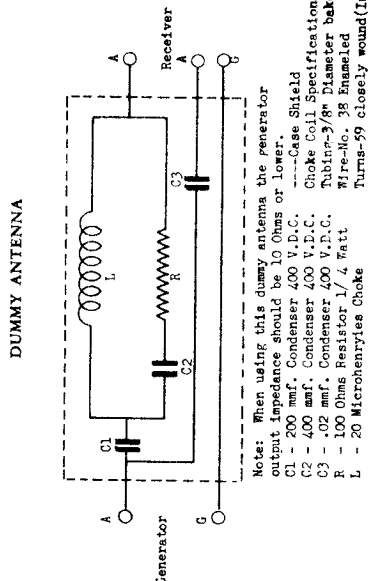 DUMMY ANTENNA
Generator
Receiver
A
G
A
A
G
C1
L
R
C2
C3
Note: When using this dummy antenna the generator
output impedance should be 10 Ohms or lower.
C1 - 200 mmf. Condenser 400 V.D.C. ----Case Shield
C2 - 400 mmf. Condenser 400 V.D.C. Choke Coil Specification
C3 - .02 mmf. Condenser 400 V.D.C. Tubing-3/8" Diameter bak
R - 100 Ohms Resistor 1/ 4 Watt Wire-No. 38 Enameled
L - 20 Microhenryies Choke Turns-59 closely wound(In